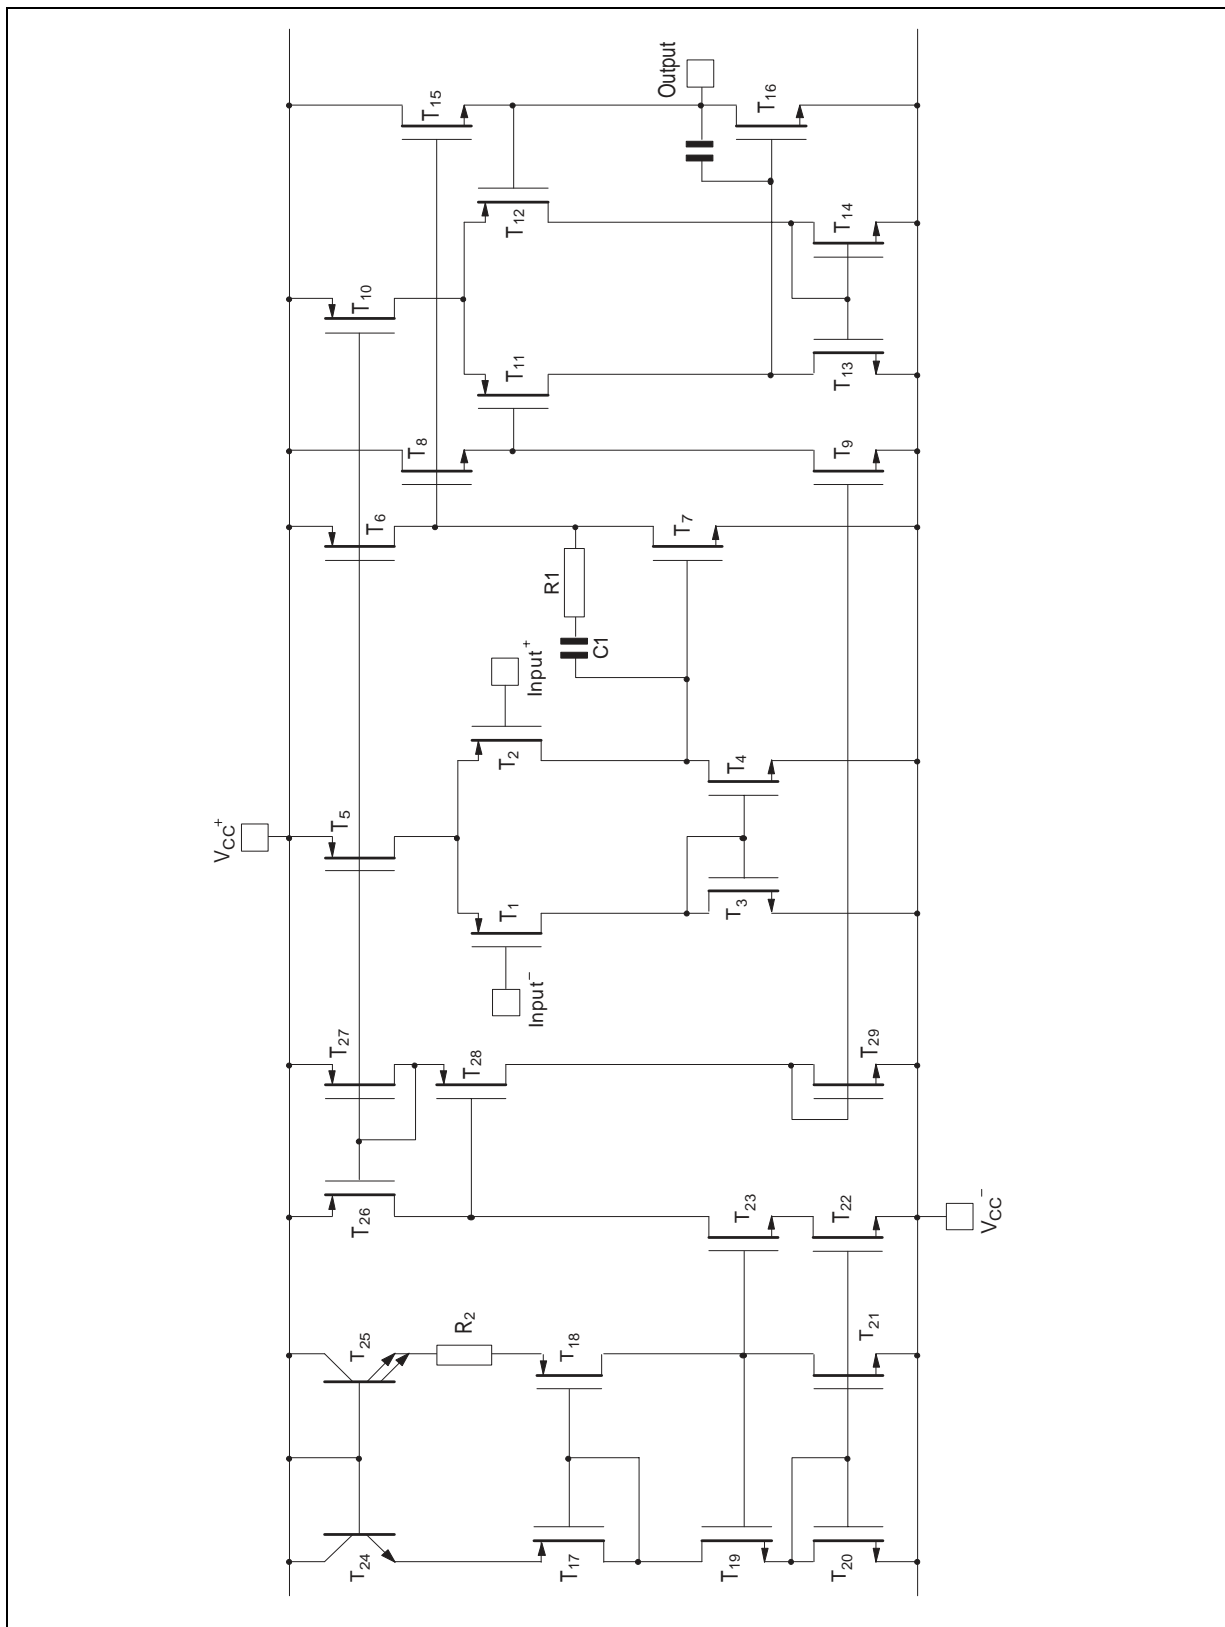 T24
T25
R2
T17
T18
T19
T20
T21
T26
T23
T22
VCC−
T27
T28
T29
Input−
T1
T3
VCC+
T5
T2
T4
Input+
C1
R1
T6
T7
T8
T9
T11
T13
T10
T12
T14
T15
Output
T16